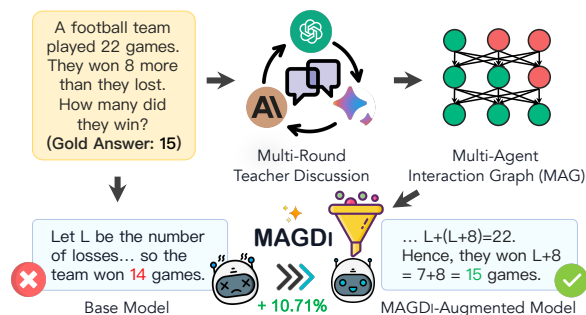 A football team
played 22 games.
They won 8 more
than they lost.
How many did
they win?
(Gold Answer: 15)
Multi-Round
Teacher Discussion
Multi-Agent
Interaction Graph (MAG)
Let L be the number
of losses... so the
team won 14 games.
Base Model
MAGDI
+ 10.71%
... L+(L+8)=22.
Hence, they won L+8
= 7+8 = 15 games.
MAGDI-Augmented Model